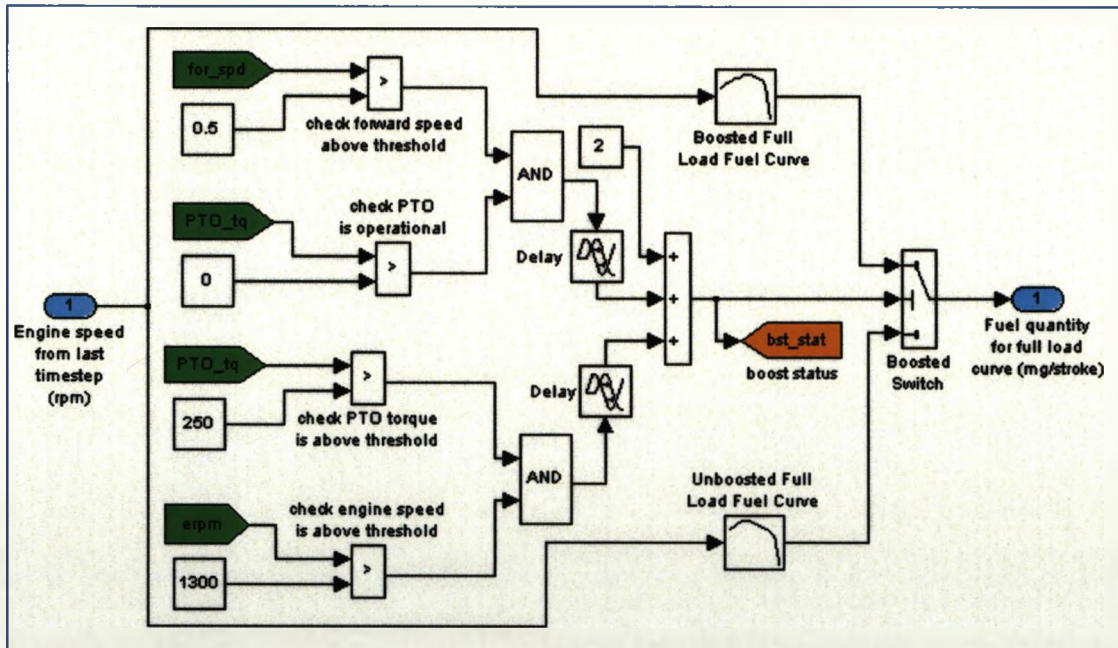 for_spd
>
0.5
check forward speed
above threshold
AND
2
Boosted Full
Load Fuel Curve
PTO_tq
check PTO
is operational
>
0
Delay
+
+
+
1
Engine speed
from last
timestep
(rpm)
bst_stat
boost status
Boosted
Switch
1
Fuel quantity
for full load
curve (mg/stroke)
PTO_tq
>
250
check PTO torque
is above threshold
Delay
AND
Unboosted Full
Load Fuel Curve
erpm
check engine speed
is above threshold
>
1300